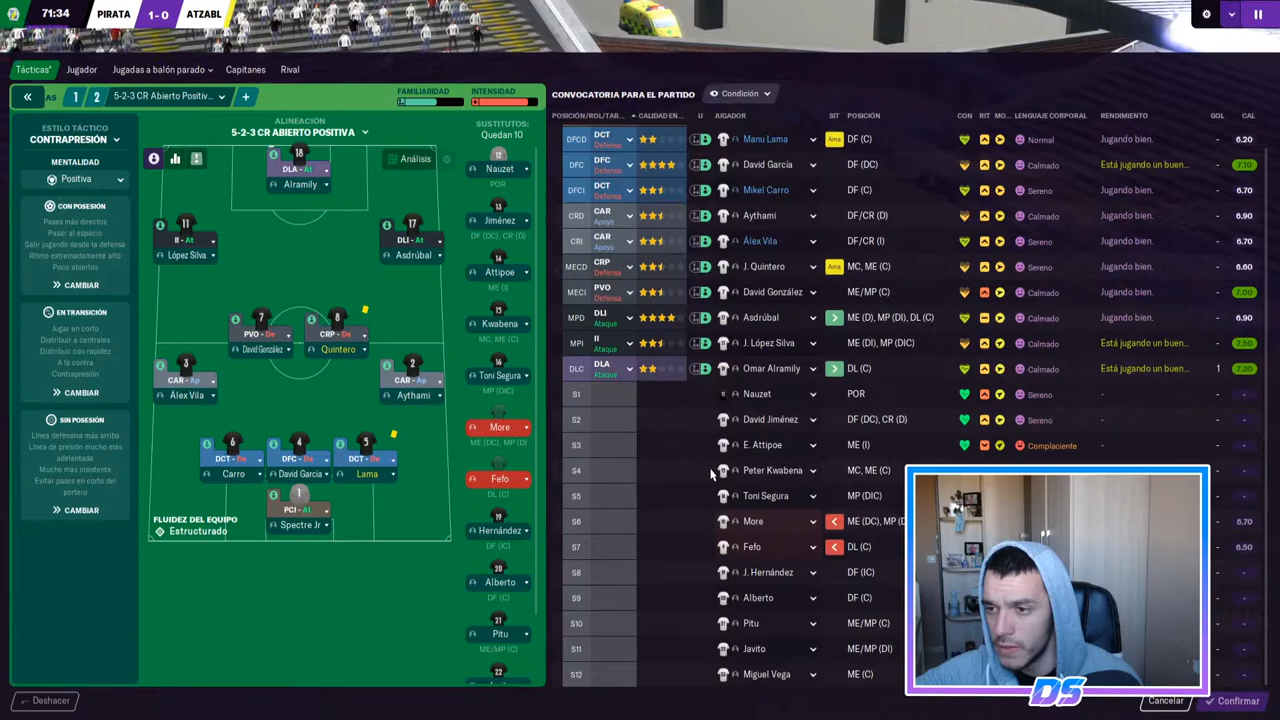 71:34 PIRATA 1 - 0 ATZABL
Tácticas* Jugador Jugadas a balón parado Capitanes Rival
AS 1 2 5-2-3 CR Abierto Positiv... +
FAMILIARIDAD INTENSIDAD
ESTILO TÁCTICO
CONTRAPRESIÓN
MENTALIDAD
Positiva
CON POSESIÓN
Pases más directos
Pasar al espacio
Salir jugando desde la defensa
Ritmo extremadamente alto
Poco abiertos
CAMBIAR
EN TRANSICIÓN
Jugar en corto
Distribuir a centrales
Distribuir con rapidez
A la contra
Contrapresión
CAMBIAR
SIN POSESIÓN
Línea defensiva más arriba
Línea de presión mucho más
adelantada
Mucho más insistente
Evitar pases en corto del
portero
CAMBIAR
ALINEACIÓN
5-2-3 CR ABIERTO POSITIVA
Análisis
18
DLA - At
Alramily
11
II - At
López Silva
17
DLI - At
Asdrúbal
7
PVO - De
David González
8
CRP - De
Quintero
3
CAR - Ap
Álex Vila
2
CAR - Ap
Aythami
6
DCT - De
Carro
4
DFC - De
David García
5
DCT - De
Lama
1
PCI - At
Spectre Jr
FLUIDEZ DEL EQUIPO
Estructurado
SUSTITUTOS:
Quedan 10
12
Nauzet
POR
13
Jiménez
DF (DC), CR (D)
14
Attipoe
ME (I)
15
Kwabena
MC, ME (C)
16
Toni Segura
MP (DIC)
More
ME (DC), MP (D)
Fefo
DL (C)
19
Hernández
DF (IC)
20
Alberto
DF (C)
21
Pitu
ME/MP (C)
22
CONVOCATORIA PARA EL PARTIDO Condición
POSICIÓN/ROL/TAR... CALIDAD EN... JUGADOR SIT POSICIÓN CON RIT MO... LENGUAJE CORPORAL RENDIMIENTO GOL CAL
DFCD DCT Defensa Manu Lama Ama DF (C) Normal Jugando bien. - 6.20
DFC DFC Defensa David García DF (DC) Calmado Está jugando un buen... - 7.10
DFCI DCT Defensa Mikel Carro DF (C) Sereno Jugando bien. - 6.70
CRD CAR Apoyo Aythami DF/CR (D) Calmado Jugando bien. - 6.90
CRI CAR Apoyo Álex Vila DF/CR (I) Calmado Jugando bien. - 6.70
MECD CRP Defensa J. Quintero Ama MC, ME (C) Sereno Jugando bien. - 6.60
MECI PVO Defensa David González ME/MP (C) Calmado Jugando bien. - 7.00
MPD DLI Ataque Asdrúbal ME (D), MP (DI), DL (C) Calmado Jugando bien. - 6.90
MPI II Ataque J. López Silva ME (DI), MP (DIC) Calmado Está jugando un buen... - 7.50
DLC DLA Ataque Omar Alramily DL (C) Calmado Está jugando un buen... 1 7.30
S1 Nauzet POR Sereno - - -
S2 David Jiménez DF (DC), CR (D) Sereno - - -
S3 E. Attipoe ME (I) Complaciente - - -
S4 Peter Kwabena MC, ME (C) -
S5 Toni Segura MP (DIC) -
S6 More ME (DC), MP (D 6.70
S7 Fefo DL (C) 6.50
S8 J. Hernández DF (IC) -
S9 Alberto DF (C) -
S10 Pitu ME/MP (C) -
S11 Javito ME/MP (DI) -
S12 Miguel Vega ME (C) -
DS
Deshacer Cancelar Confirmar